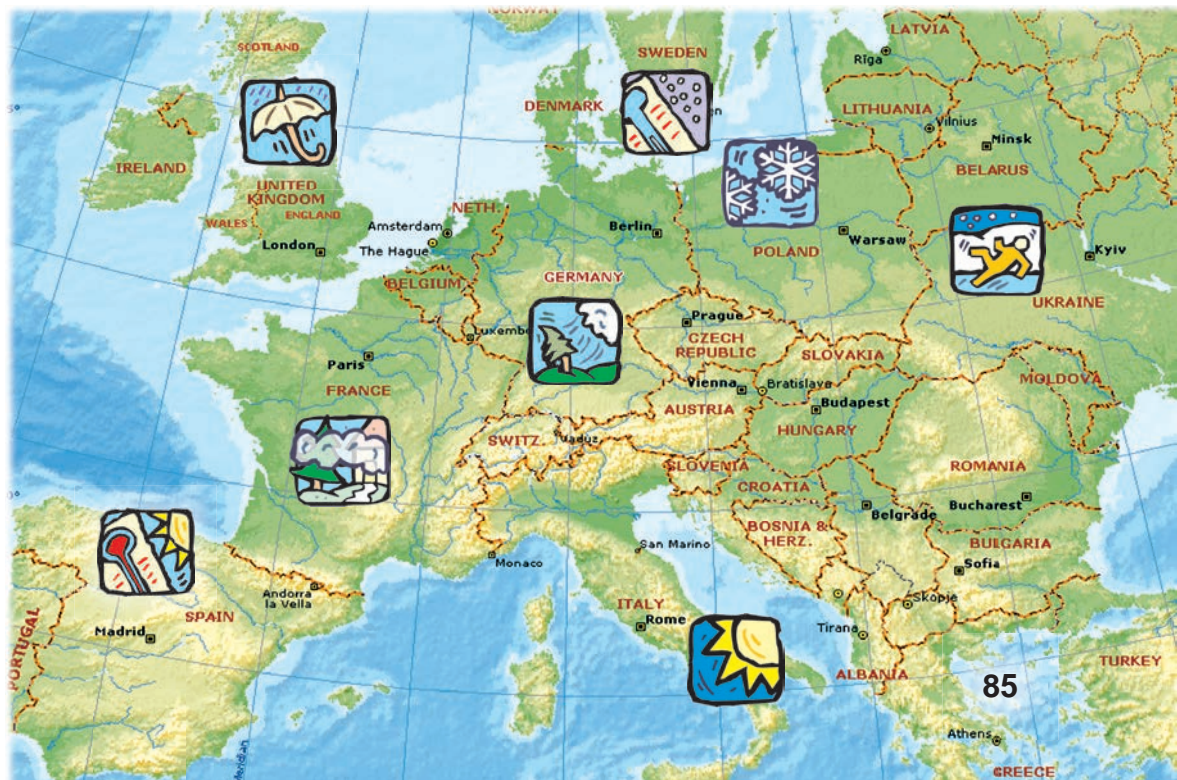 NORWAY
SCOTLAND
SWEDEN
LATVIA
Rīga
DENMARK
LITHUANIA
Vilnius
Minsk
BELARUS
IRELAND
UNITED
KINGDOM
WALES
ENGLAND
London
NETH.
Amsterdam
The Hague
Berlin
POLAND
Warsaw
Kyiv
UKRAINE
BELGIUM
GERMANY
Prague
CZECH
REPUBLIC
SLOVAKIA
Paris
FRANCE
Vienna
Bratislava
Budapest
AUSTRIA
HUNGARY
MOLDOVA
SWITZ.
Vaduz
SLOVENIA
CROATIA
ROMANIA
Bucharest
Belgrade
BOSNIA &
HERZ.
BULGARIA
Sofia
San Marino
Monaco
Andorra
la Vella
SPAIN
Madrid
PORTUGAL
ITALY
Rome
Skopje
Tirana
ALBANIA
TURKEY
85
Athens
GREECE
Meridian